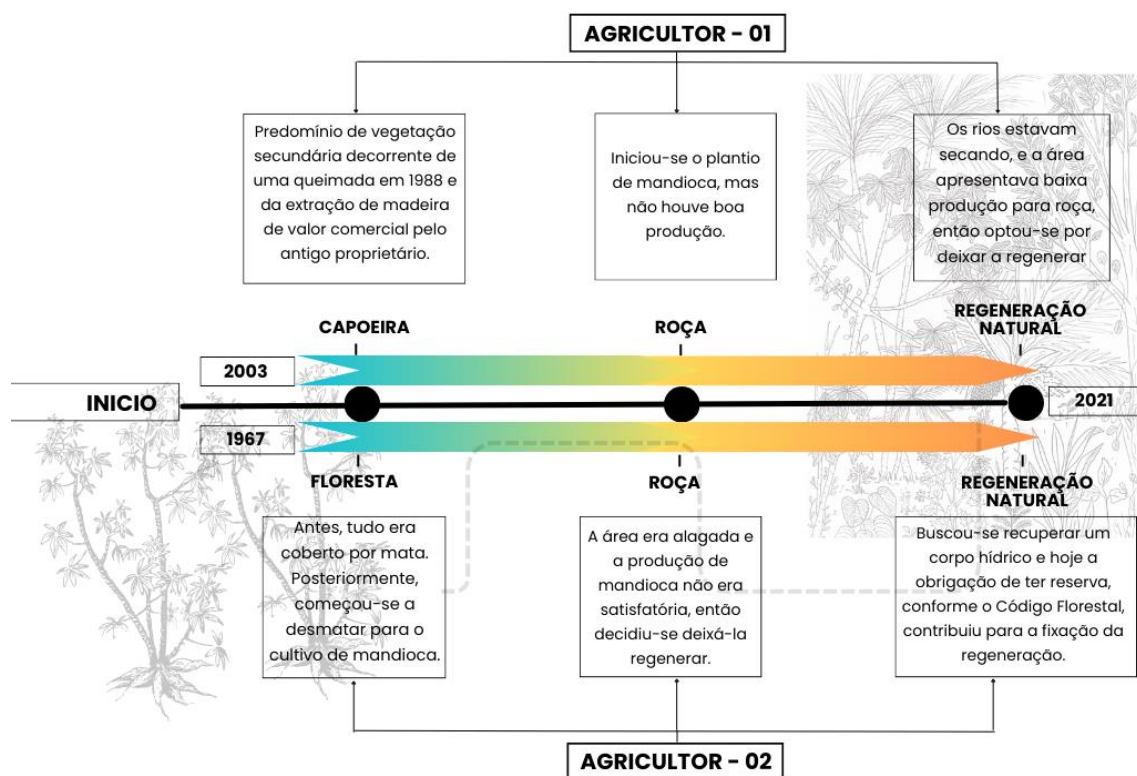 AGRICULTOR - 01
Predomínio de vegetação
secundária decorrente de
uma queimada em 1988 e
da extração de madeira
de valor comercial pelo
antigo proprietário.
Iniciou-se o plantio
de mandioca, mas
não houve boa
produção.
Os rios estavam
secando, e a área
apresentava baixa
produção para roça,
então optou-se por
deixar a regenerar
CAPOEIRA
ROÇA
REGENERAÇÃO
NATURAL
2003
INICIO
2021
1967
FLORESTA
ROÇA
REGENERAÇÃO
NATURAL
Antes, tudo era
coberto por mata.
Posteriormente,
começou-se a
desmatar para o
cultivo de mandioca.
A área era alagada e
a produção de
mandioca não era
satisfatória, então
decidiu-se deixá-la
regenerar.
Buscou-se recuperar um
corpo hídrico e hoje a
obrigação de ter reserva,
conforme o Código Florestal,
contribuiu para a fixação da
regeneração.
AGRICULTOR - 02